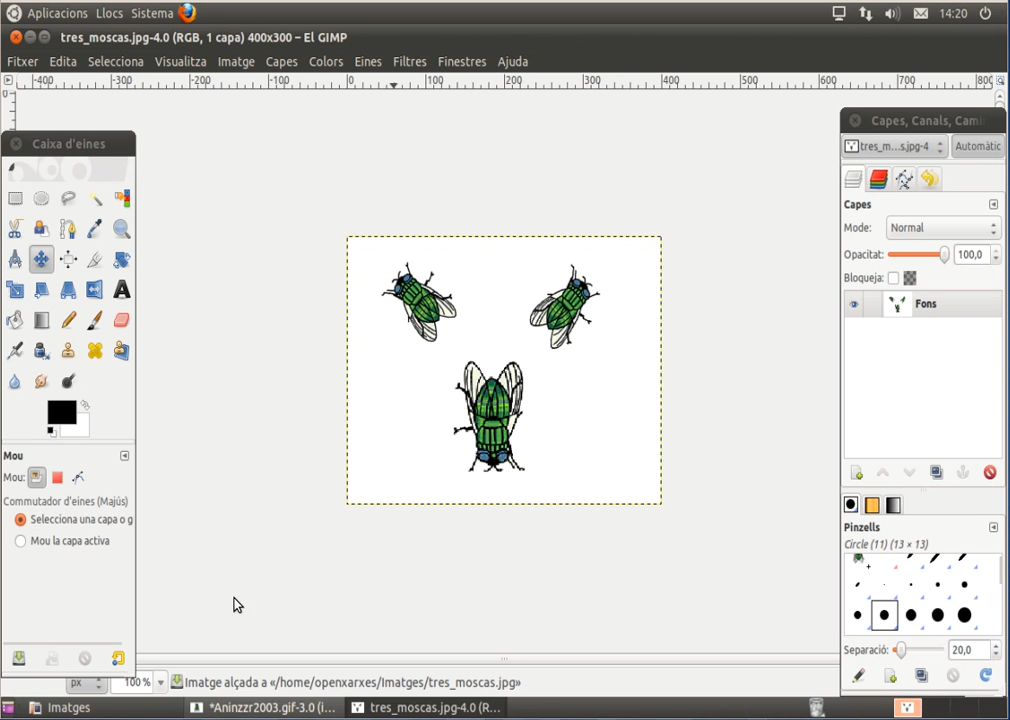 Aplicacions Llocs Sistema 14:20
tres_moscas.jpg-4.0 (RGB, 1 capa) 400x300 – El GIMP
Fitxer Edita Selecciona Visualitza Imatge Capes Colors Eines Filtres Finestres Ajuda
-400 -300 -200 -100 0 100 200 300 400 500 600 700 800
0
Caixa d'eines
Mou
Mou:
Commutador d'eines (Majús)
Selecciona una capa o g
Mou la capa activa
Capes, Canals, Cami
tres_m...s.jpg-4 Automàtic
Capes
Mode: Normal
Opacitat: 100,0
Bloqueja:
Fons
Pinzells
Circle (11) (13 × 13)
Separació: 20,0
px 100% Imatge alçada a «/home/openxarxes/Imatges/tres_moscas.jpg»
Imatges *Aninzzr2003.gif-3.0 (i... tres_moscas.jpg-4.0 (R...